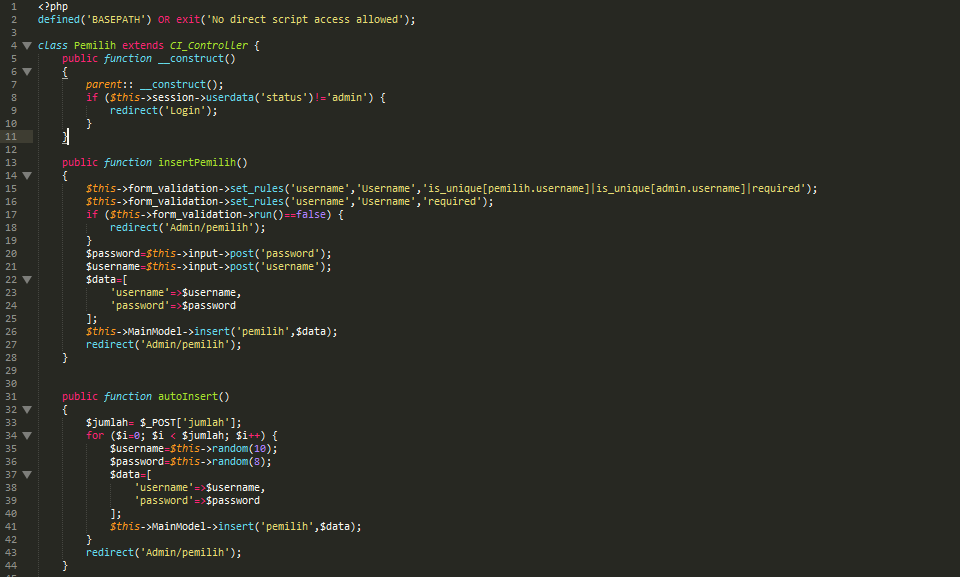 1 <?php
2 defined('BASEPATH') OR exit('No direct script access allowed');
3
4 class Pemilih extends CI_Controller {
5 public function __construct()
6 {
7 parent:: __construct();
8 if ($this->session->userdata('status')!='admin') {
9 redirect('Login');
10 }
11 }
12
13 public function insertPemilih()
14 {
15 $this->form_validation->set_rules('username','Username','is_unique[pemilih.username]|is_unique[admin.username]|required');
16 $this->form_validation->set_rules('username','Username','required');
17 if ($this->form_validation->run()==false) {
18 redirect('Admin/pemilih');
19 }
20 $password=$this->input->post('password');
21 $username=$this->input->post('username');
22 $data=[
23 'username'=>$username,
24 'password'=>$password
25 ];
26 $this->MainModel->insert('pemilih',$data);
27 redirect('Admin/pemilih');
28 }
29
30
31 public function autoInsert()
32 {
33 $jumlah= $_POST['jumlah'];
34 for ($i=0; $i < $jumlah; $i++) {
35 $username=$this->random(10);
36 $password=$this->random(8);
37 $data=[
38 'username'=>$username,
39 'password'=>$password
40 ];
41 $this->MainModel->insert('pemilih',$data);
42 }
43 redirect('Admin/pemilih');
44 }